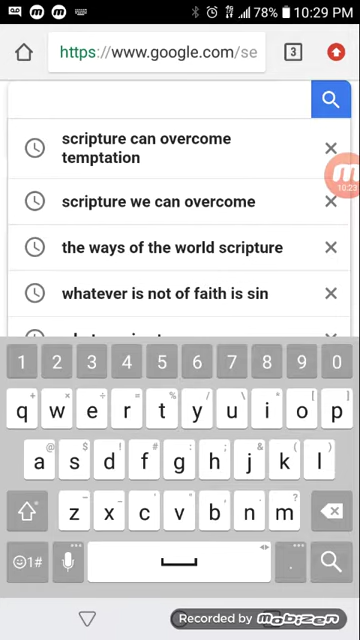 78% 10:29 PM
https://www.google.com/se
3
scripture can overcome
temptation
10:23
scripture we can overcome
the ways of the world scripture
whatever is not of faith is sin
1 2 3 4 5 6 7 8 9 0
q w e r t y u i o p
a s d f g h j k l
z x c v b n m
1#
Recorded by mobizen